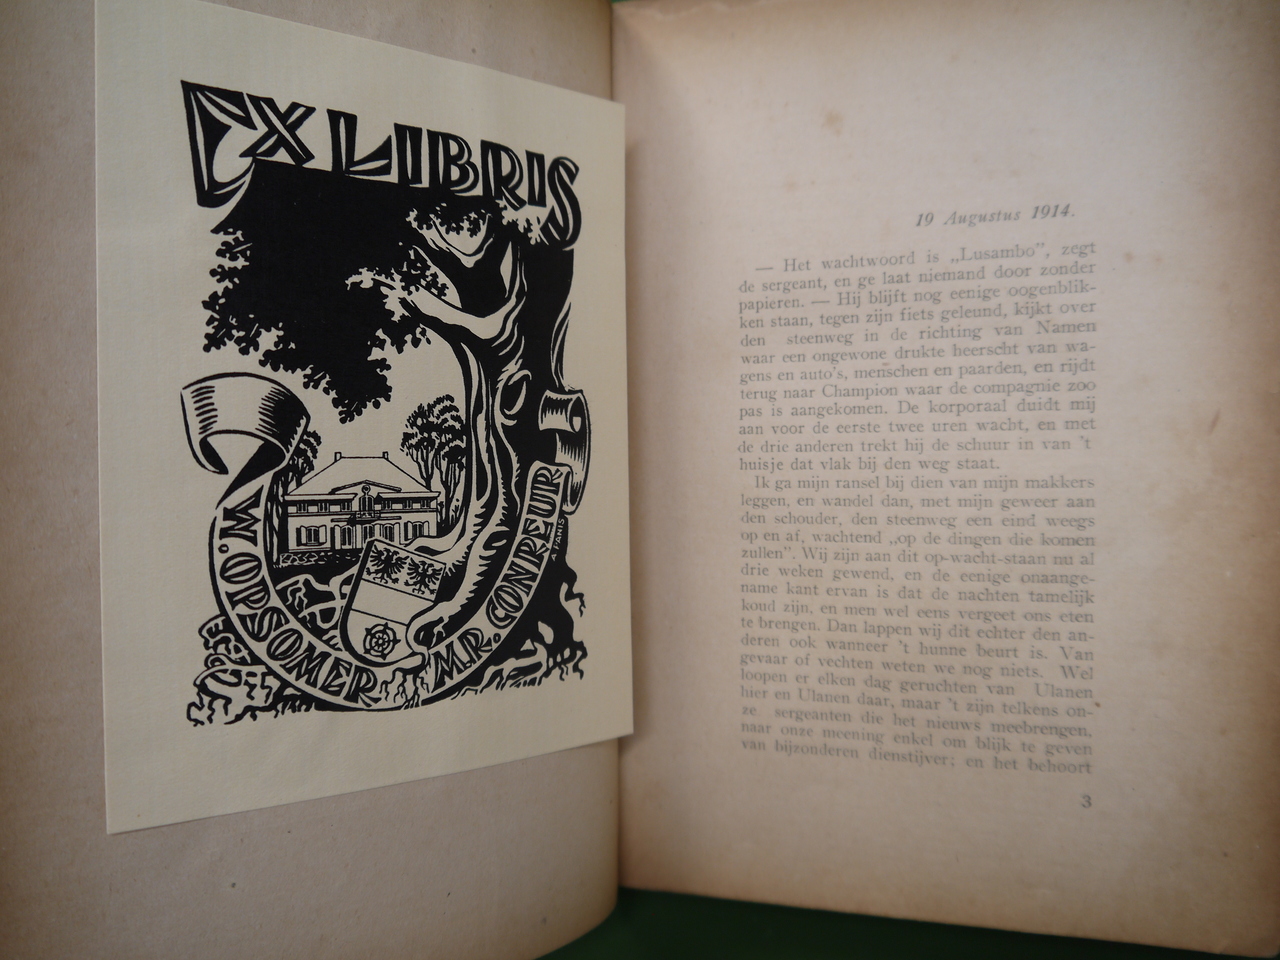 EX LIBRIS
W. ORSOMER MR. GONREUR
19 Augustus 1914.
— Het wachtwoord is „Lusambo”, zegt
de sergeant, en ge laat niemand door zonder
papieren. — Hij blijft nog eenige oogenblik-
ken staan, tegen zijn fiets geleund, kijkt over
den steenweg in de richting van Namen
waar een ongewone drukte heerscht van wa-
gens en auto's, menschen en paarden, en rijdt
terug naar Champion waar de compagnie zoo
pas is aangekomen. De korporaal duidt mij
aan voor de eerste twee uren wacht, en met
de drie anderen trekt hij de schuur in van 't
huisje dat vlak bij den weg staat.
Ik ga mijn ransel bij dien van mijn makkers
leggen, en wandel dan, met mijn geweer aan
den schouder, den steenweg een eind weegs
op en af, wachtend „op de dingen die komen
zullen”. Wij zijn aan dit op-wacht-staan nu al
drie weken gewend, en de eenige onaange-
name kant ervan is dat de nachten tamelijk
koud zijn, en men wel eens vergeet ons eten
te brengen. Dan lappen wij dit echter den an-
deren ook wanneer 't hunne beurt is. Van
gevaar of vechten weten we nog niets. Wel
loopen er elken dag geruchten van Ulanen
hier en Ulanen daar, maar 't zijn telkens on-
ze sergeanten die het nieuws meebrengen,
naar onze meening enkel om blijk te geven
van bijzonderen dienstijver; en het behoort
3